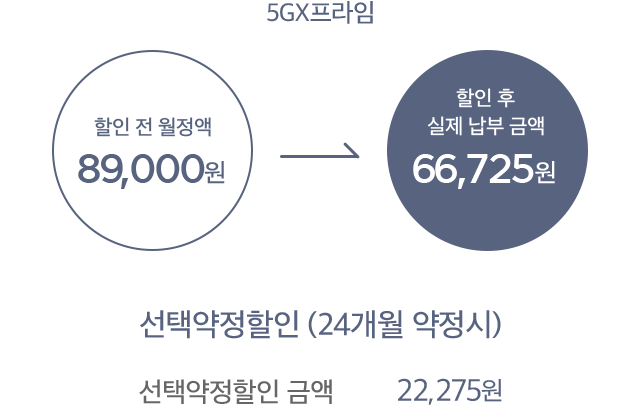 5GX프라임
할인 전 월정액
89,000원
할인 후
실제 납부 금액
66,725원
선택약정할인 (24개월 약정시)
선택약정할인 금액 22,275원